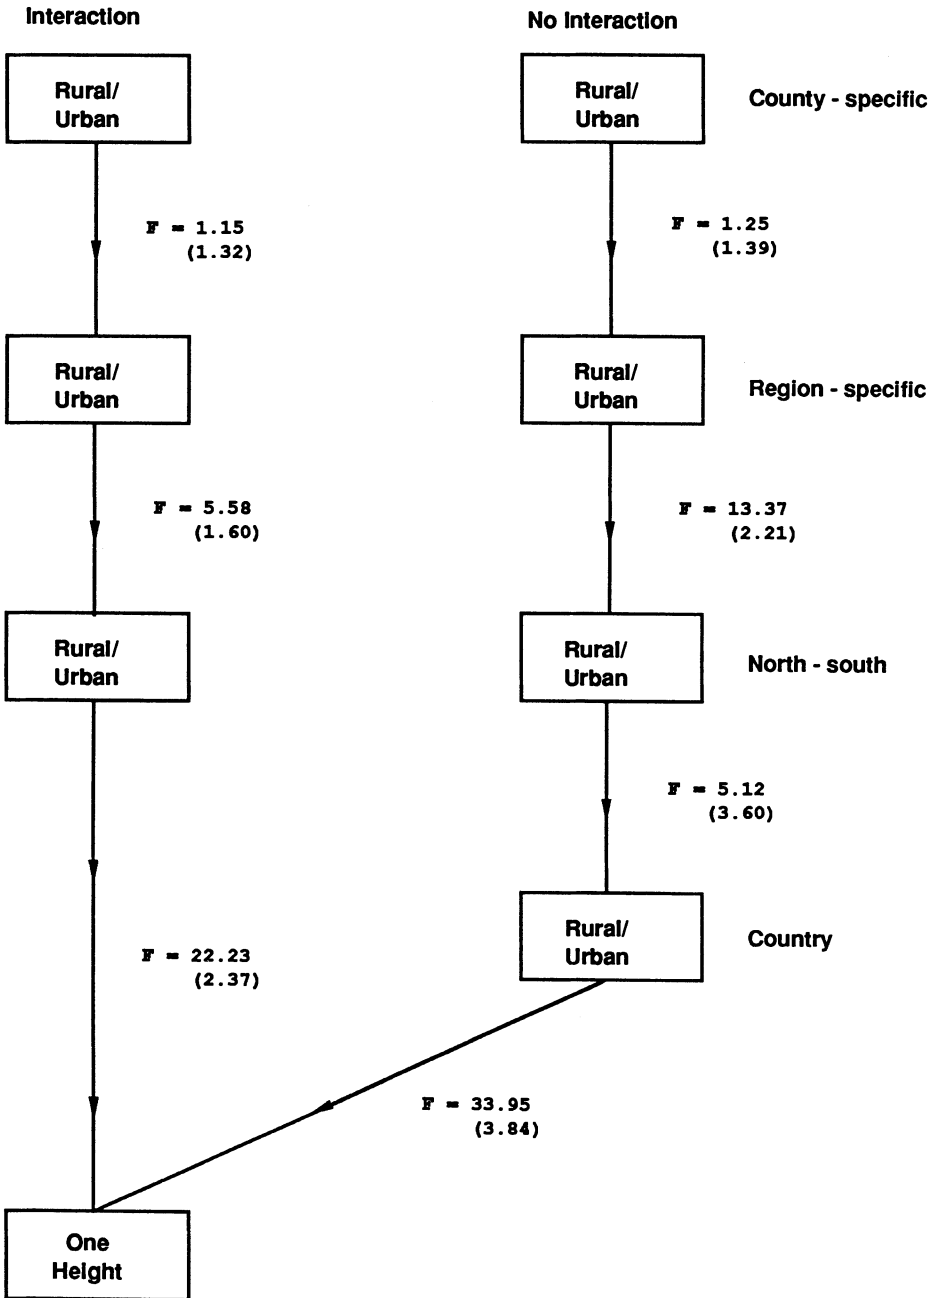 Interaction
No Interaction
Rural/
Urban
Rural/
Urban
County - specific
F = 1.15
(1.32)
F = 1.25
(1.39)
Rural/
Urban
Rural/
Urban
Region - specific
F = 5.58
(1.60)
F = 13.37
(2.21)
Rural/
Urban
Rural/
Urban
North - south
F = 5.12
(3.60)
Rural/
Urban
Country
F = 22.23
(2.37)
F = 33.95
(3.84)
One
Height